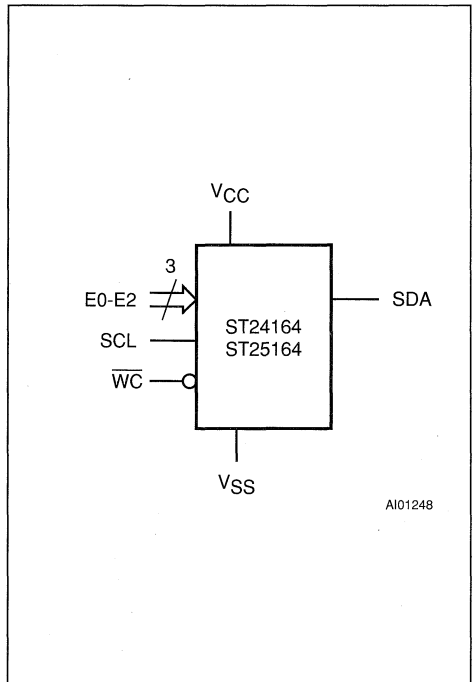 VCC
3
E0-E2
SCL
WC
ST24164
ST25164
SDA
VSS
AI01248